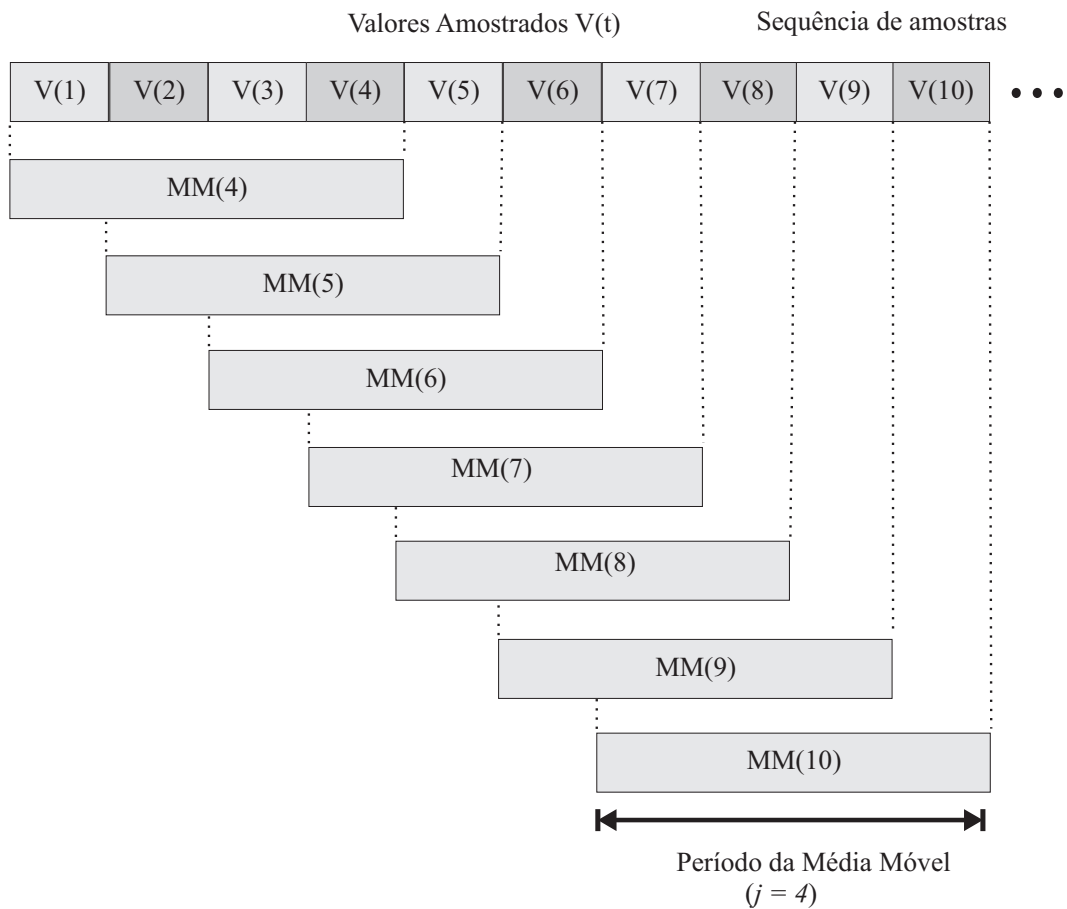 Valores Amostrados V(t) Sequência de amostras
V(1) V(2) V(3) V(4) V(5) V(6) V(7) V(8) V(9) V(10) •••
MM(4)
MM(5)
MM(6)
MM(7)
MM(8)
MM(9)
MM(10)
Período da Média Móvel
(j = 4)